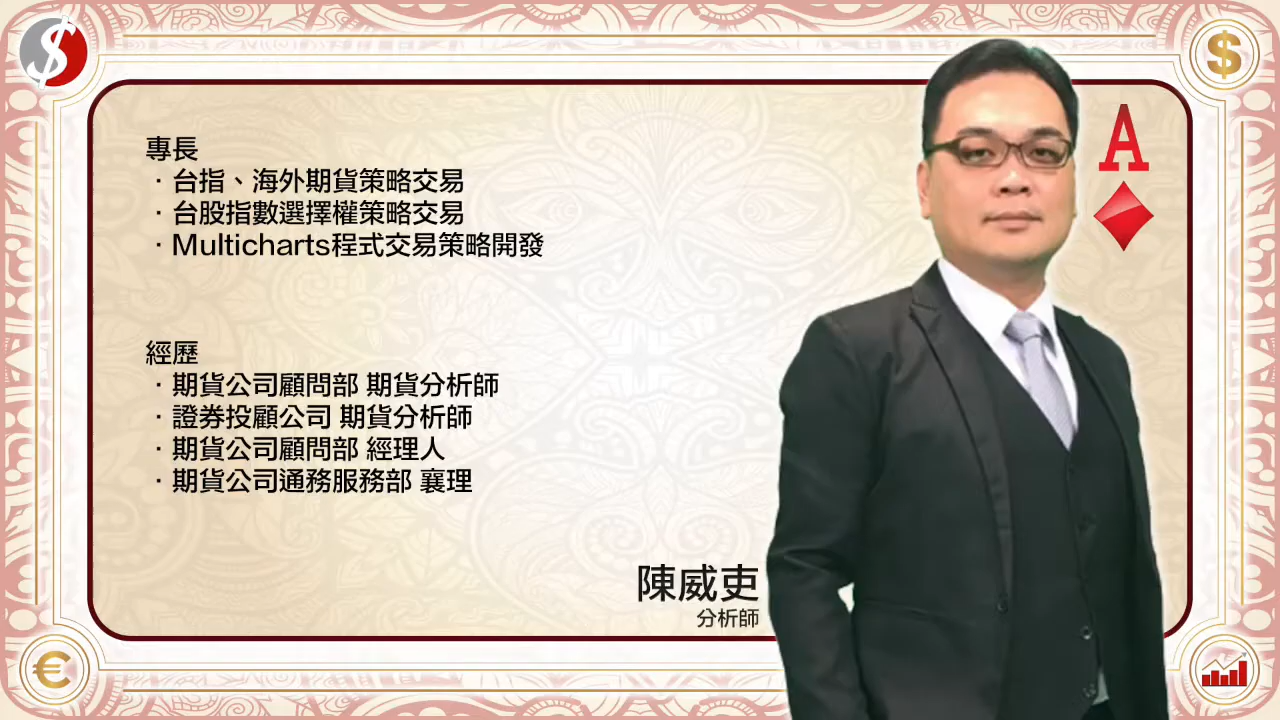 專長
·台指、海外期貨策略交易
·台股指數選擇權策略交易
·Multicharts程式交易策略開發
經歷
·期貨公司顧問部 期貨分析師
·證券投顧公司 期貨分析師
·期貨公司顧問部 經理人
·期貨公司通務服務部 襄理
陳威吏
分析師
A
$
$
€